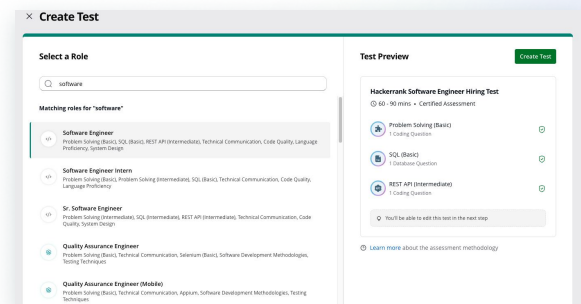 × Create Test
Select a Role
software
Matching roles for "software"
Software Engineer
Problem Solving (Basic), SQL (Basic), REST API (Intermediate), Technical Communication, Code Quality, Language
Proficiency, System Design
Software Engineer Intern
Problem Solving (Basic), Problem Solving (Intermediate), SQL (Basic), Technical Communication, Code Quality,
Language Proficiency
Sr. Software Engineer
Problem Solving (Intermediate), SQL (Intermediate), REST API (Intermediate), Technical Communication, Code
Quality, System Design
Quality Assurance Engineer
Problem Solving (Basic), Technical Communication, Selenium (Basic), Software Development Methodologies,
Testing Techniques
Quality Assurance Engineer (Mobile)
Problem Solving (Basic), Technical Communication, Appium, Software Development Methodologies, Testing
Techniques
Test Preview
Create Test
Hackerrank Software Engineer Hiring Test
60 - 90 mins • Certified Assessment
Problem Solving (Basic)
1 Coding Question
SQL (Basic)
1 Database Question
REST API (Intermediate)
1 Coding Question
You'll be able to edit this test in the next step
Learn more about the assessment methodology